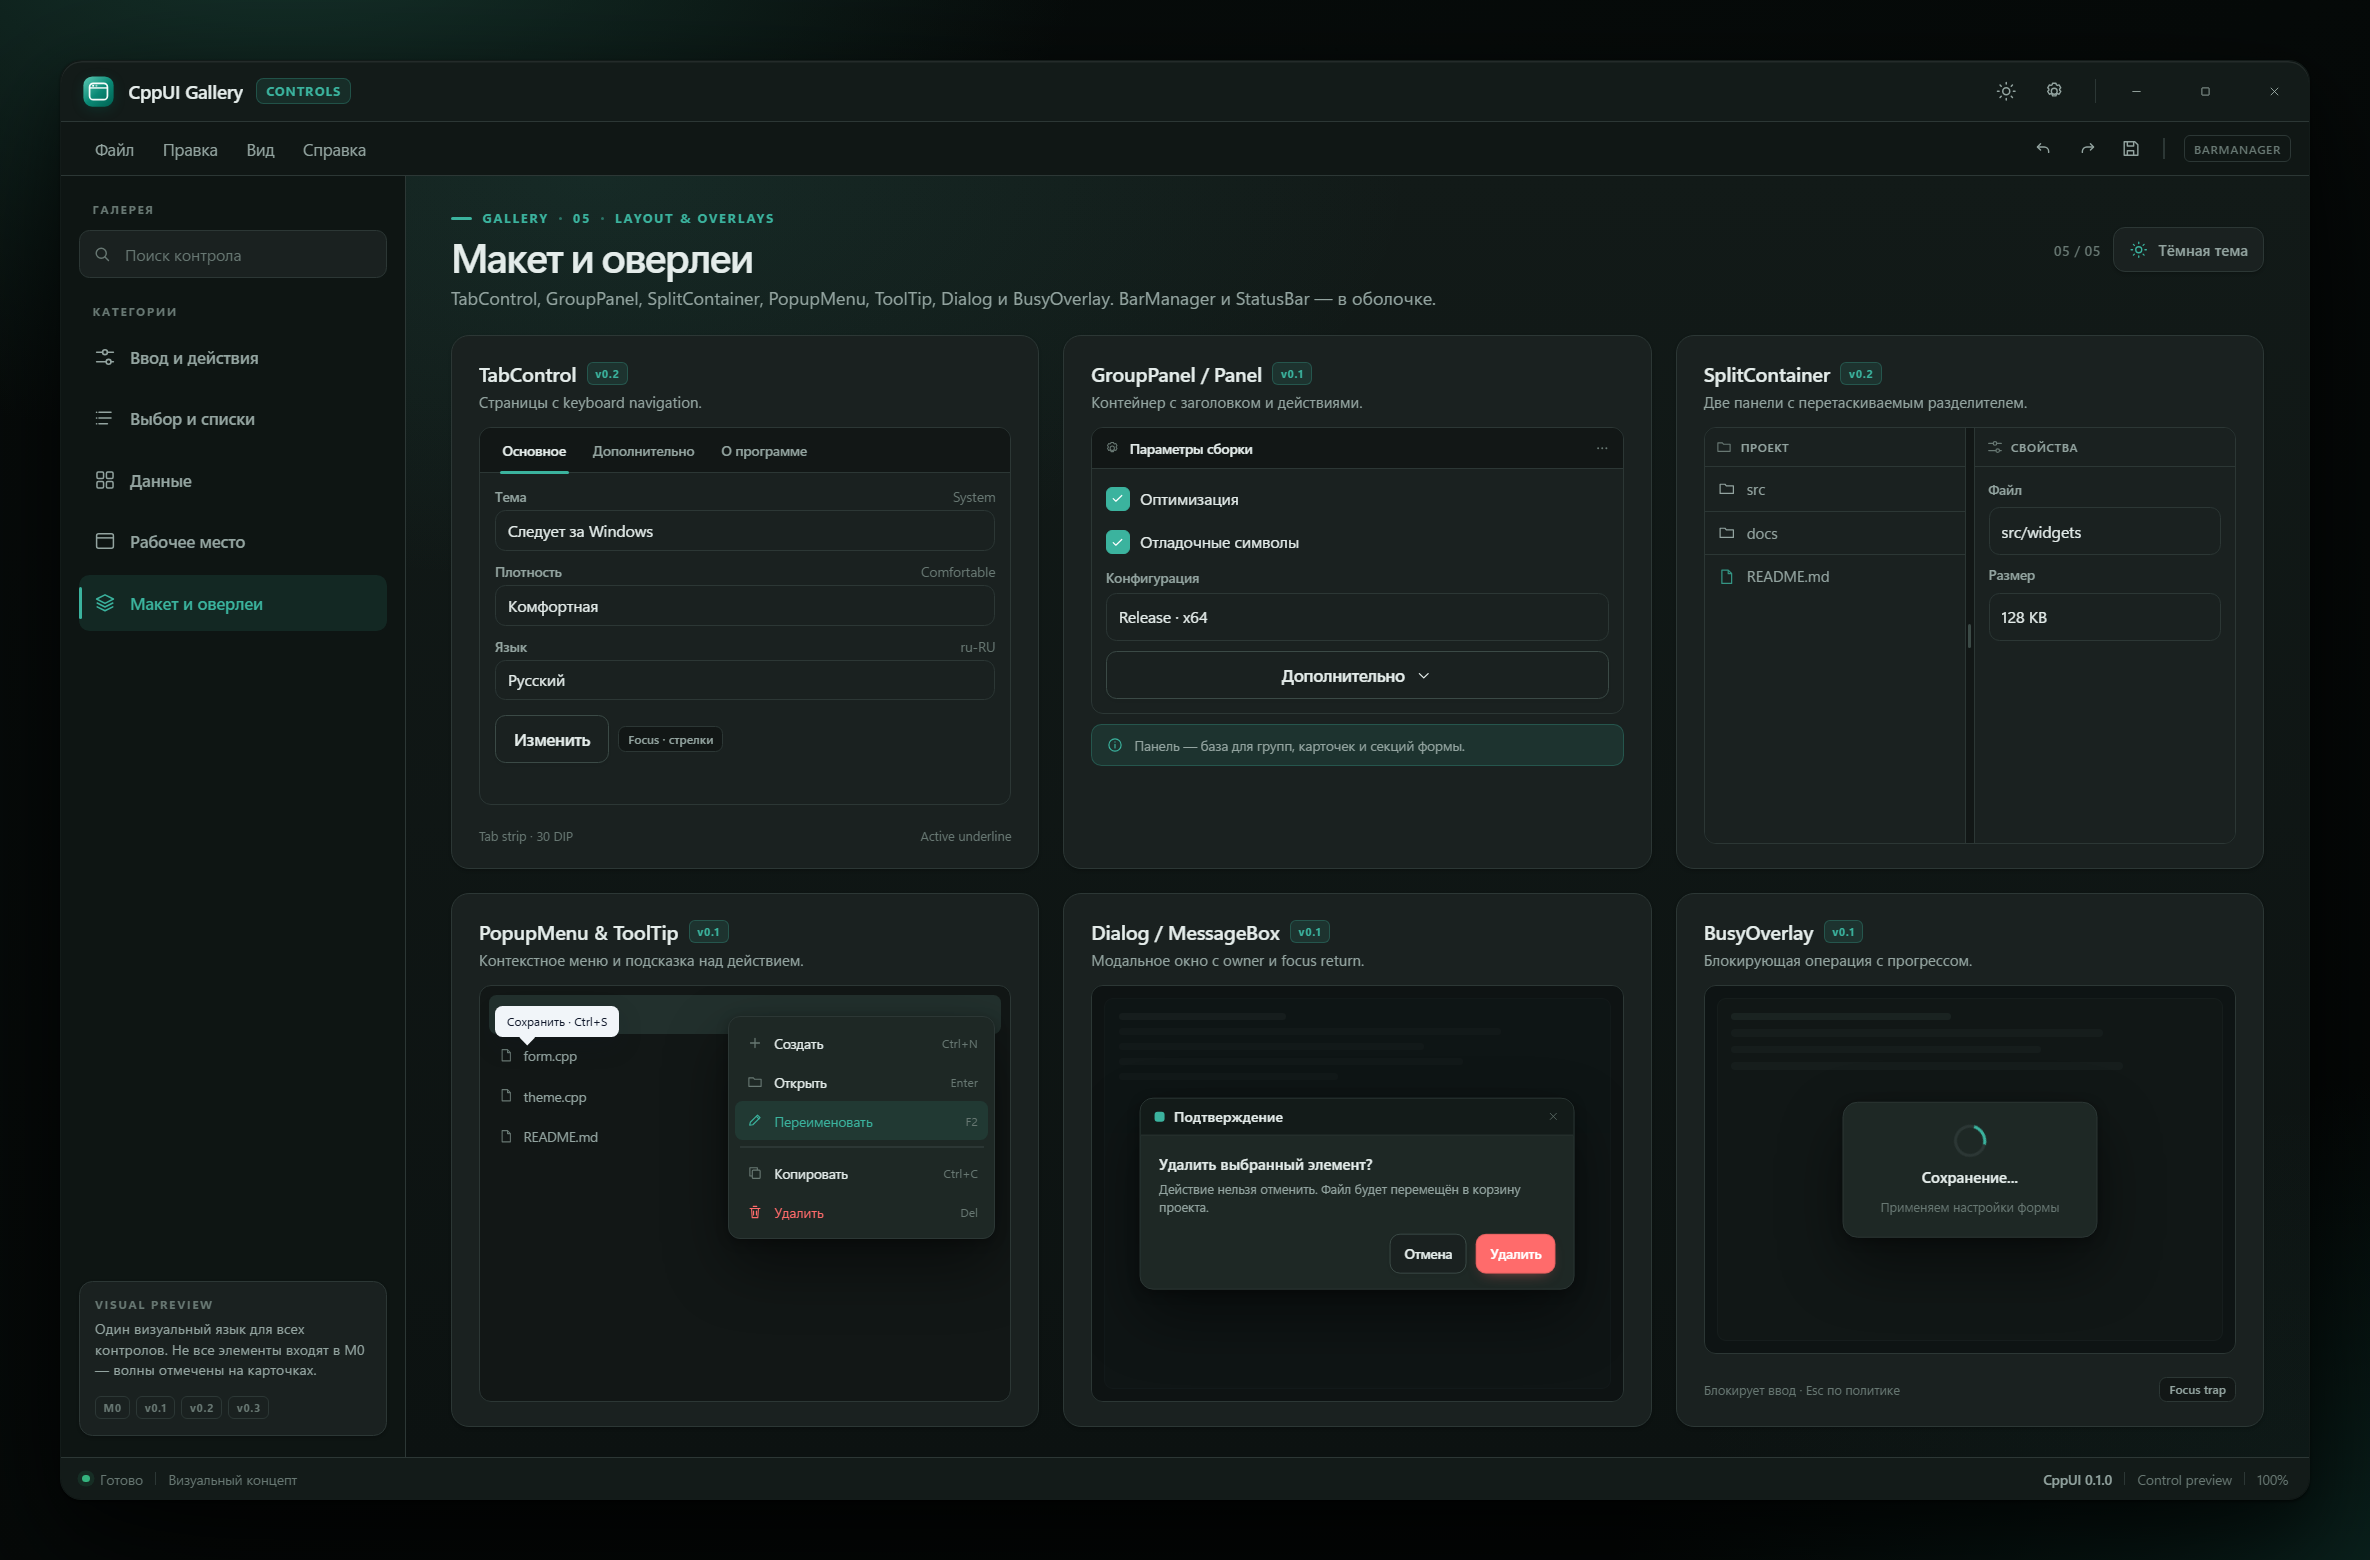 CppUI Gallery CONTROLS
Файл Правка Вид Справка
BARMANAGER
ГАЛЕРЕЯ
Поиск контрола
КАТЕГОРИИ
Ввод и действия
Выбор и списки
Данные
Рабочее место
Макет и оверлеи
VISUAL PREVIEW
Один визуальный язык для всех
контролов. Не все элементы входят в M0
— волны отмечены на карточках.
M0 v0.1 v0.2 v0.3
GALLERY · 05 · LAYOUT & OVERLAYS
Макет и оверлеи
TabControl, GroupPanel, SplitContainer, PopupMenu, ToolTip, Dialog и BusyOverlay. BarManager и StatusBar — в оболочке.
05 / 05
Тёмная тема
TabControl v0.2
Страницы с keyboard navigation.
Основное Дополнительно О программе
Тема System
Следует за Windows
Плотность Comfortable
Комфортная
Язык ru-RU
Русский
Изменить Focus · стрелки
Tab strip · 30 DIP Active underline
GroupPanel / Panel v0.1
Контейнер с заголовком и действиями.
Параметры сборки ...
Оптимизация
Отладочные символы
Конфигурация
Release · x64
Дополнительно
Панель — база для групп, карточек и секций формы.
SplitContainer v0.2
Две панели с перетаскиваемым разделителем.
ПРОЕКТ
src
docs
README.md
СВОЙСТВА
Файл
src/widgets
Размер
128 KB
PopupMenu & ToolTip v0.1
Контекстное меню и подсказка над действием.
Сохранить · Ctrl+S
form.cpp
theme.cpp
README.md
Создать Ctrl+N
Открыть Enter
Переименовать F2
Копировать Ctrl+C
Удалить Del
Dialog / MessageBox v0.1
Модальное окно с owner и focus return.
Подтверждение
Удалить выбранный элемент?
Действие нельзя отменить. Файл будет перемещён в корзину
проекта.
Отмена Удалить
BusyOverlay v0.1
Блокирующая операция с прогрессом.
Сохранение...
Применяем настройки формы
Блокирует ввод · Esc по политике Focus trap
Готово Визуальный концепт
CppUI 0.1.0 Control preview 100%